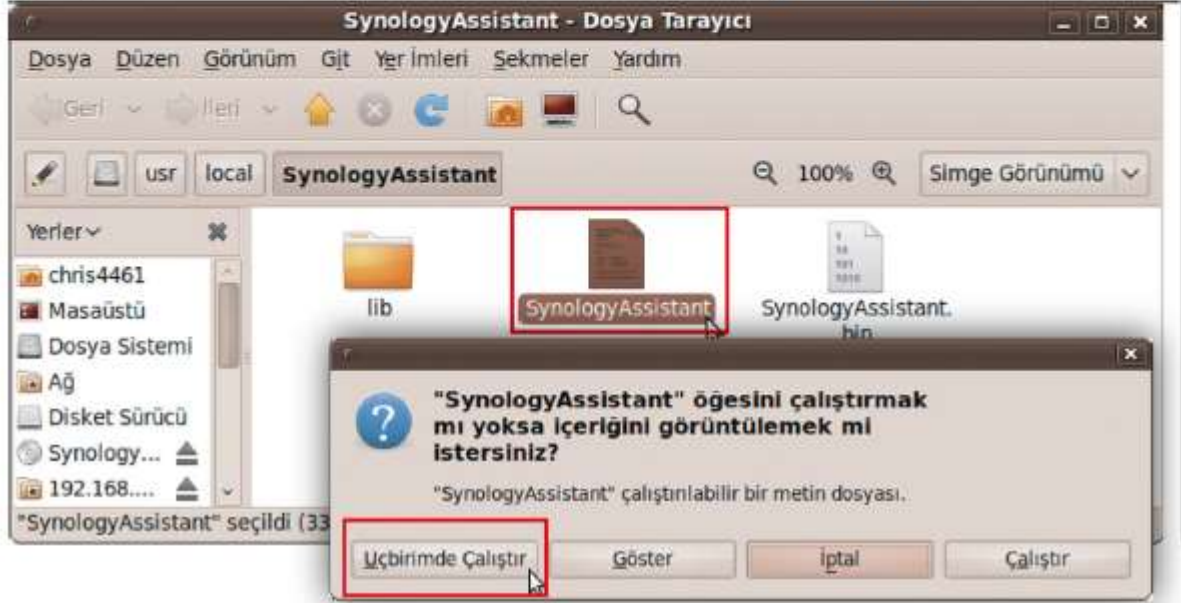 SynologyAssistant - Dosya Tarayıcı
Dosya Düzen Görünüm Git Yer İmleri Sekmeler Yardım
Geri İleri
usr local SynologyAssistant 100% Simge Görünümü
Yerler
chris4461
Masaüstü
Dosya Sistemi
Ağ
Disket Sürücü
Synology...
192.168....
lib
SynologyAssistant
SynologyAssistant.
bin
"SynologyAssistant" seçildi (33
"SynologyAssistant" öğesini çalıştırmak
mı yoksa içeriğini görüntülemek mi
istersiniz?
"SynologyAssistant" çalıştırılabilir bir metin dosyası.
Uçbirimde Çalıştır Göster İptal Çalıştır